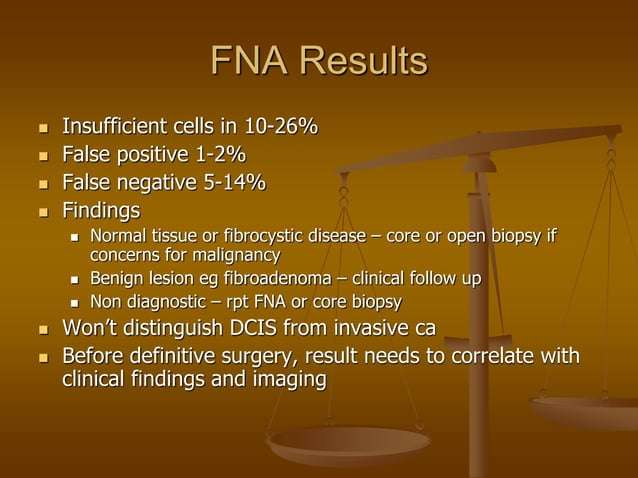 FNA Results
Insufficient cells in 10-26%
False positive 1-2%
False negative 5-14%
Findings
Normal tissue or fibrocystic disease – core or open biopsy if
concerns for malignancy
Benign lesion eg fibroadenoma – clinical follow up
Non diagnostic – rpt FNA or core biopsy
Won't distinguish DCIS from invasive ca
Before definitive surgery, result needs to correlate with
clinical findings and imaging